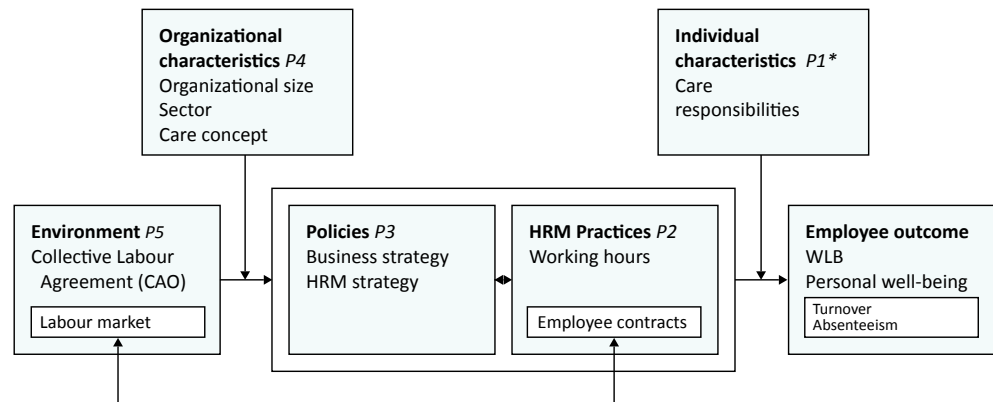 Organizational
characteristics P4
Organizational size
Sector
Care concept
Individual
characteristics P1*
Care
responsibilities
Environment P5
Collective Labour
Agreement (CAO)
Labour market
Policies P3
Business strategy
HRM strategy
HRM Practices P2
Working hours
Employee contracts
Employee outcome
WLB
Personal well-being
Turnover
Absenteeism